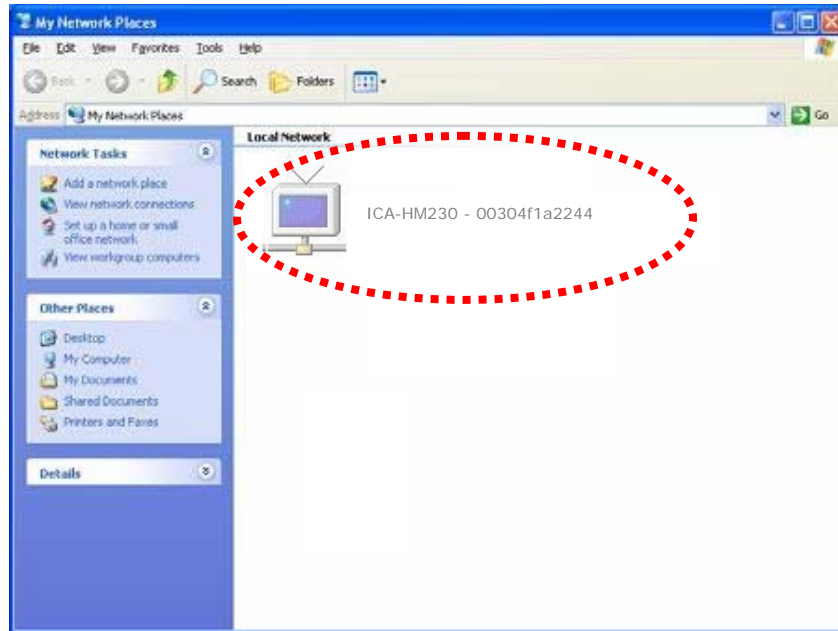 My Network Places
File Edit View Favorites Tools Help
Back Search Folders
Address My Network Places Go
Local Network
Network Tasks
Add a network place
View network connections
Set up a home or small
office network
View workgroup computers
ICA-HM230 - 00304f1a2244
Other Places
Desktop
My Computer
My Documents
Shared Documents
Printers and Faxes
Details